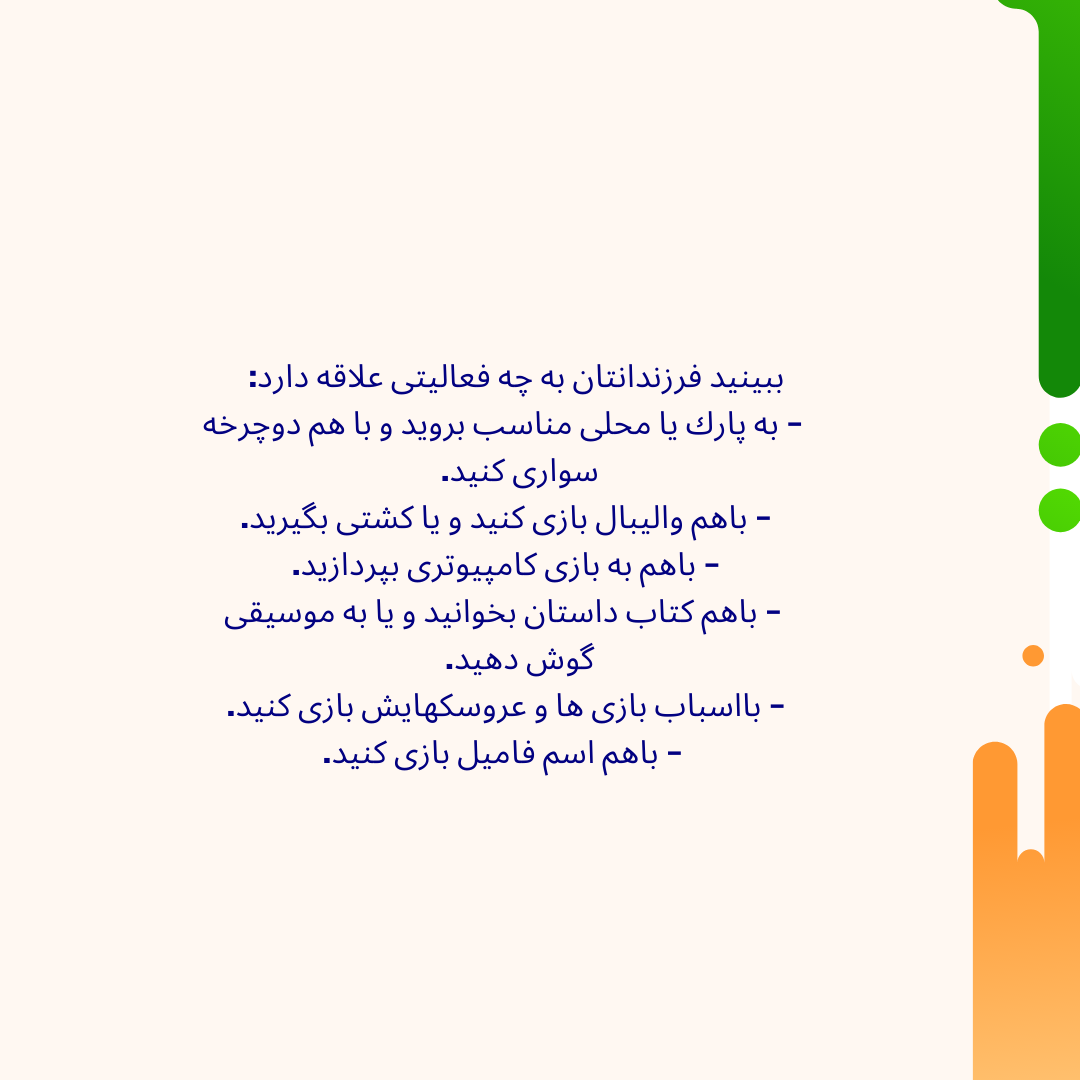 ببینید فرزندانتان به چه فعالیتی علاقه دارد:
- به پارك یا محلی مناسب بروید و با هم دوچرخه
سواری کنید.
- باهم والیبال بازی کنید و یا کشتی بگیرید.
- باهم به بازی کامپیوتری بپردازید.
- باهم کتاب داستان بخوانید و یا به موسیقی
گوش دهید.
- بااسباب بازی ها و عروسکهایش بازی کنید.
- باهم اسم فامیل بازی کنید.